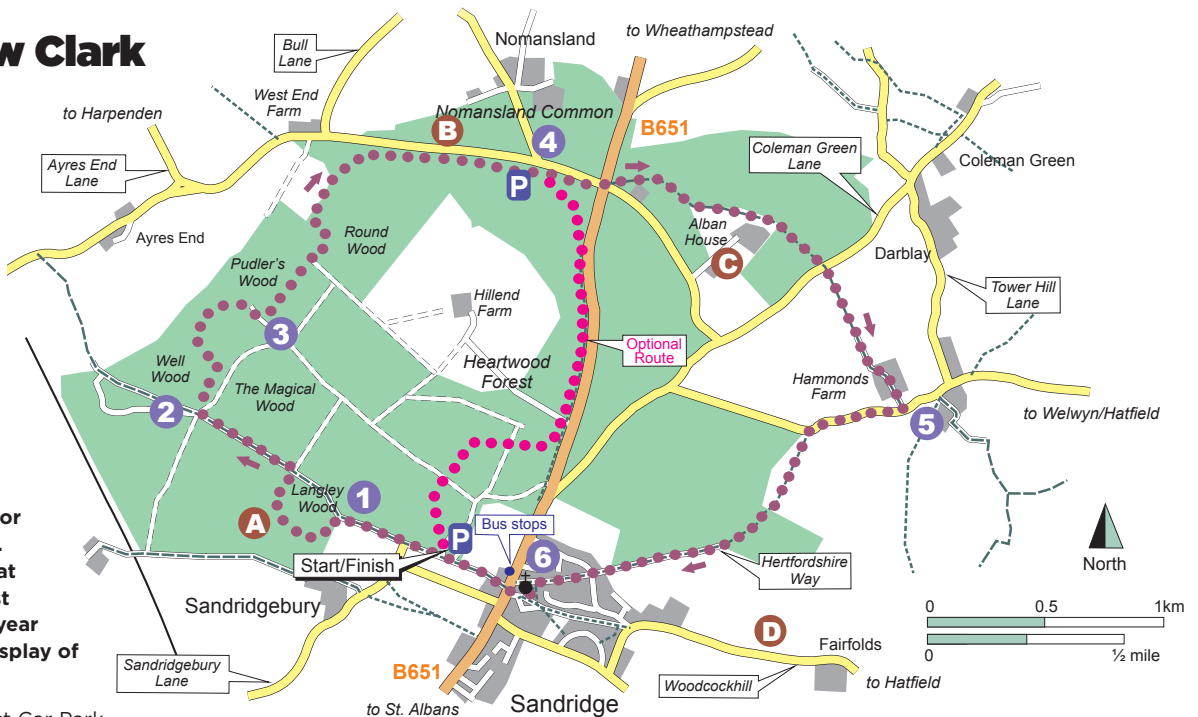 w Clark
Bull
Lane
Nomansland
to Wheathampstead
West End
Farm
to Harpenden
Nomansland Common
B
4
B651
Coleman Green
Lane
Coleman Green
Ayres End
Lane
P
Ayres End
Round
Wood
Alban
House
C
Darblay
Pudler's
Wood
Tower Hill
Lane
Hillend
Farm
3
Optional
Route
Well
Wood
Heartwood
Forest
The Magical
Wood
Hammonds
Farm
2
to Welwyn/Hatfield
5
Langley
Wood
1
A
or
Bus stops
P
6
at
Start/Finish
Hertfordshire
Way
North
st
Sandridgebury
year
splay of
0
0.5
1km
0
½ mile
D
Fairfolds
Sandridgebury
Lane
B651
Woodcockhill
to Hatfield
to St. Albans
Sandridge
st Car Park